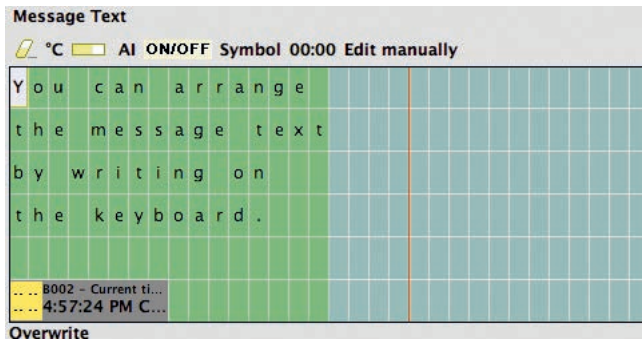 Message Text
°C AI ON/OFF Symbol 00:00 Edit manually
You can arrange
the message text
by writing on
the keyboard.
.. .. B002 - Current ti...
.. .. 4:57:24 PM C...
Overwrite